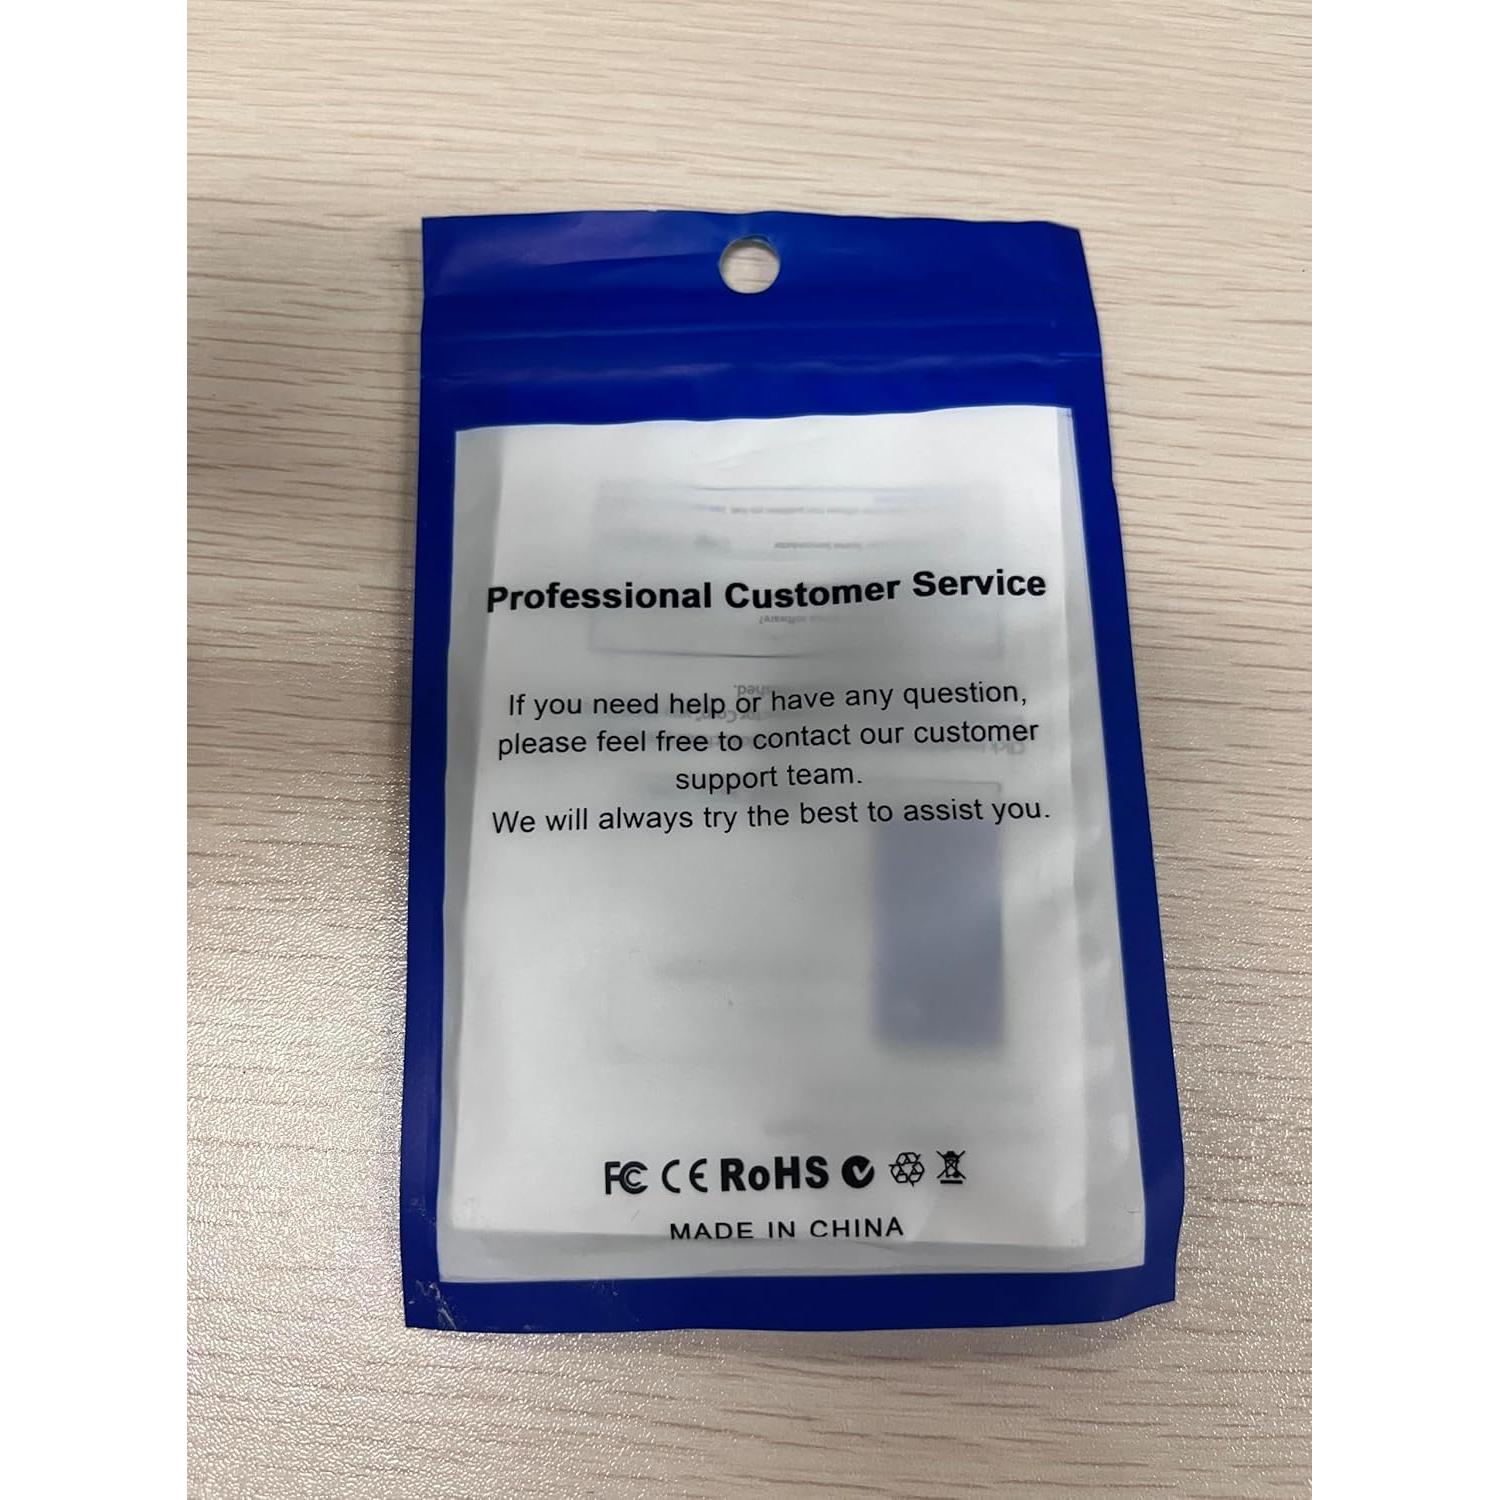 Professional Customer Service
If you need help or have any question,
please feel free to contact our customer
support team.
We will always try the best to assist you.
FC CE RoHS
MADE IN CHINA